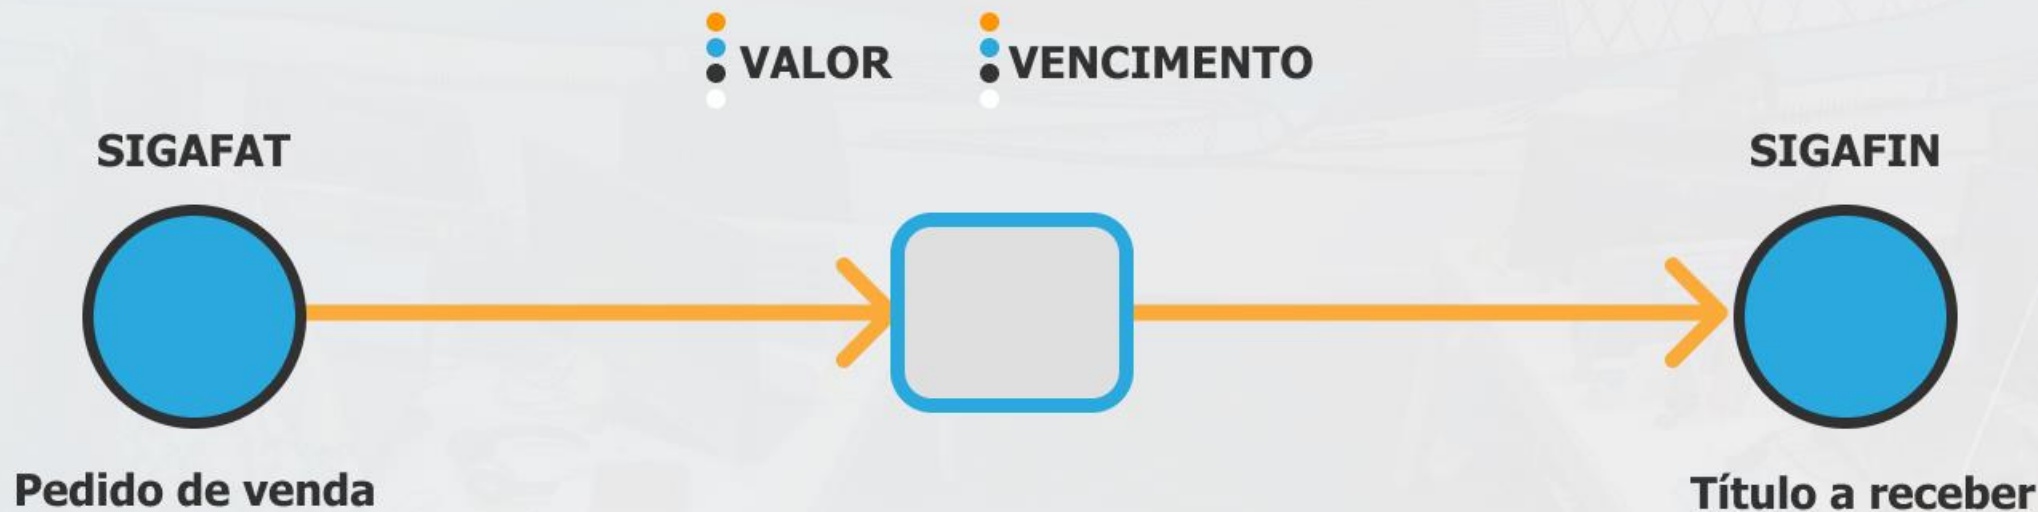 VALOR
VENCIMENTO
SIGAFAT
SIGAFIN
Pedido de venda
Título a receber